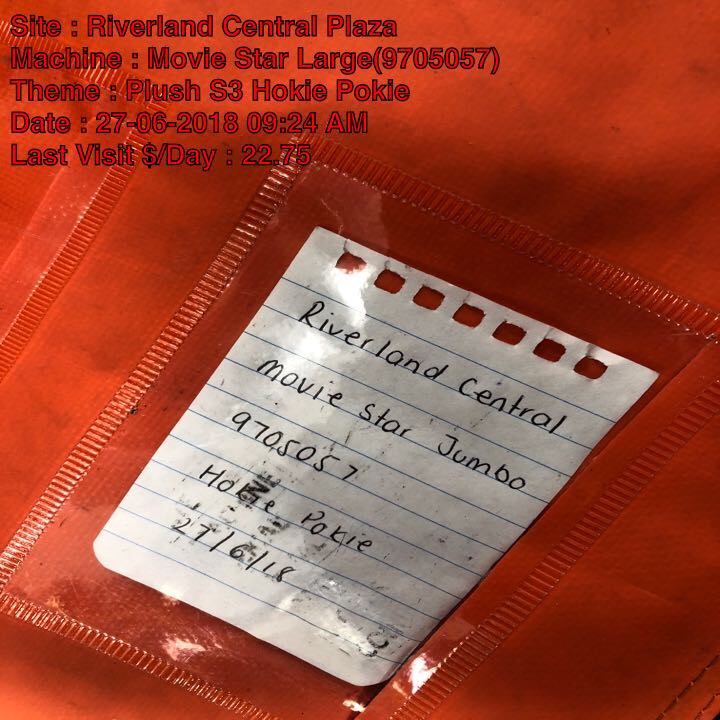 Site : Riverland Central Plaza
Machine : Movie Star Large(9705057)
Theme : Plush S3 Hokie Pokie
Date : 27-06-2018 09:24 AM
Last Visit $/Day : 22.75
Riverland Central
Movie Star Jumbo
9705057
Hokie Pokie
27/6/18